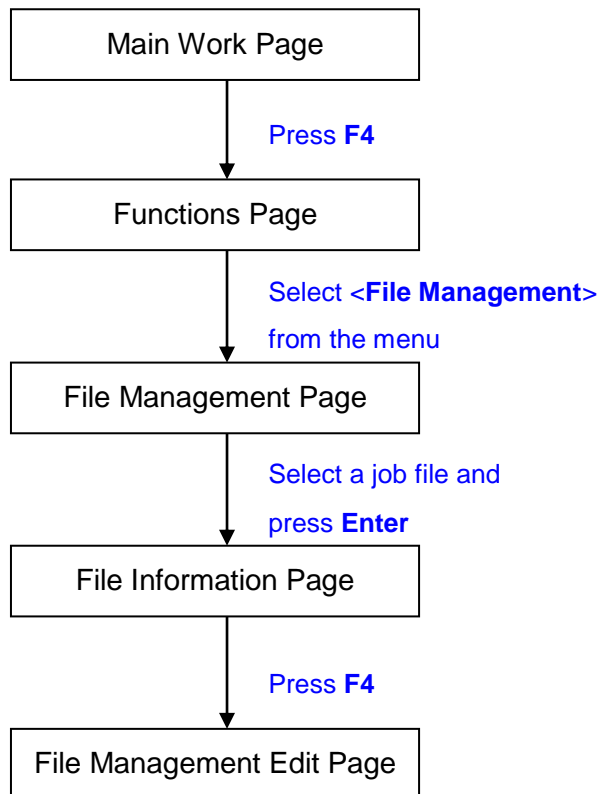 Main Work Page
Press F4
Functions Page
Select <File Management>
from the menu
File Management Page
Select a job file and
press Enter
File Information Page
Press F4
File Management Edit Page